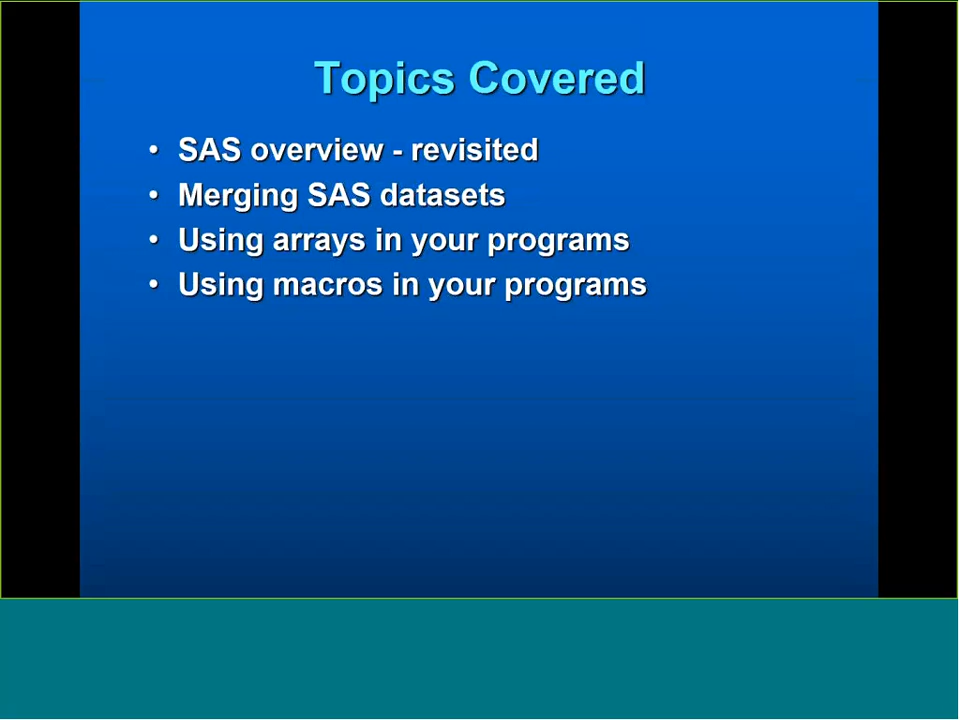 Topics Covered
• SAS overview - revisited
• Merging SAS datasets
• Using arrays in your programs
• Using macros in your programs